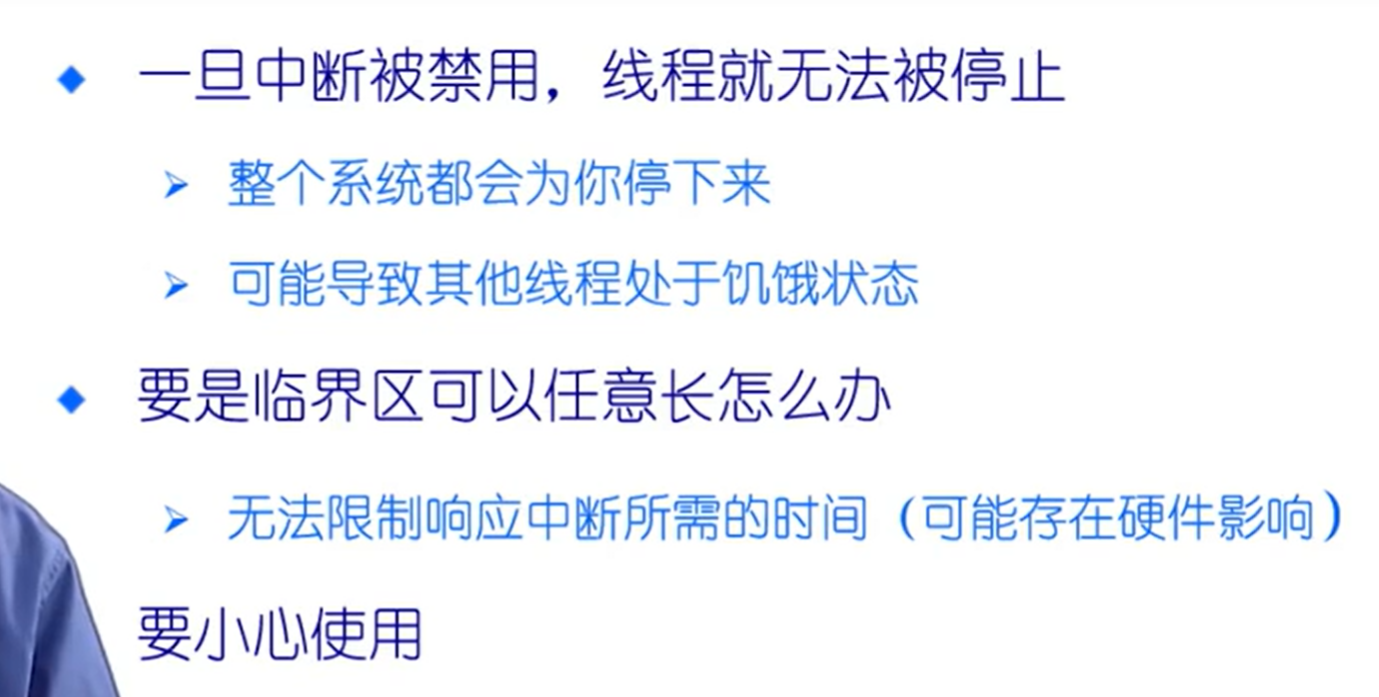 一旦中断被禁用，线程就无法被停止
整个系统都会为你停下来
可能导致其他线程处于饥饿状态
要是临界区可以任意长怎么办
无法限制响应中断所需的时间（可能存在硬件影响）
要小心使用